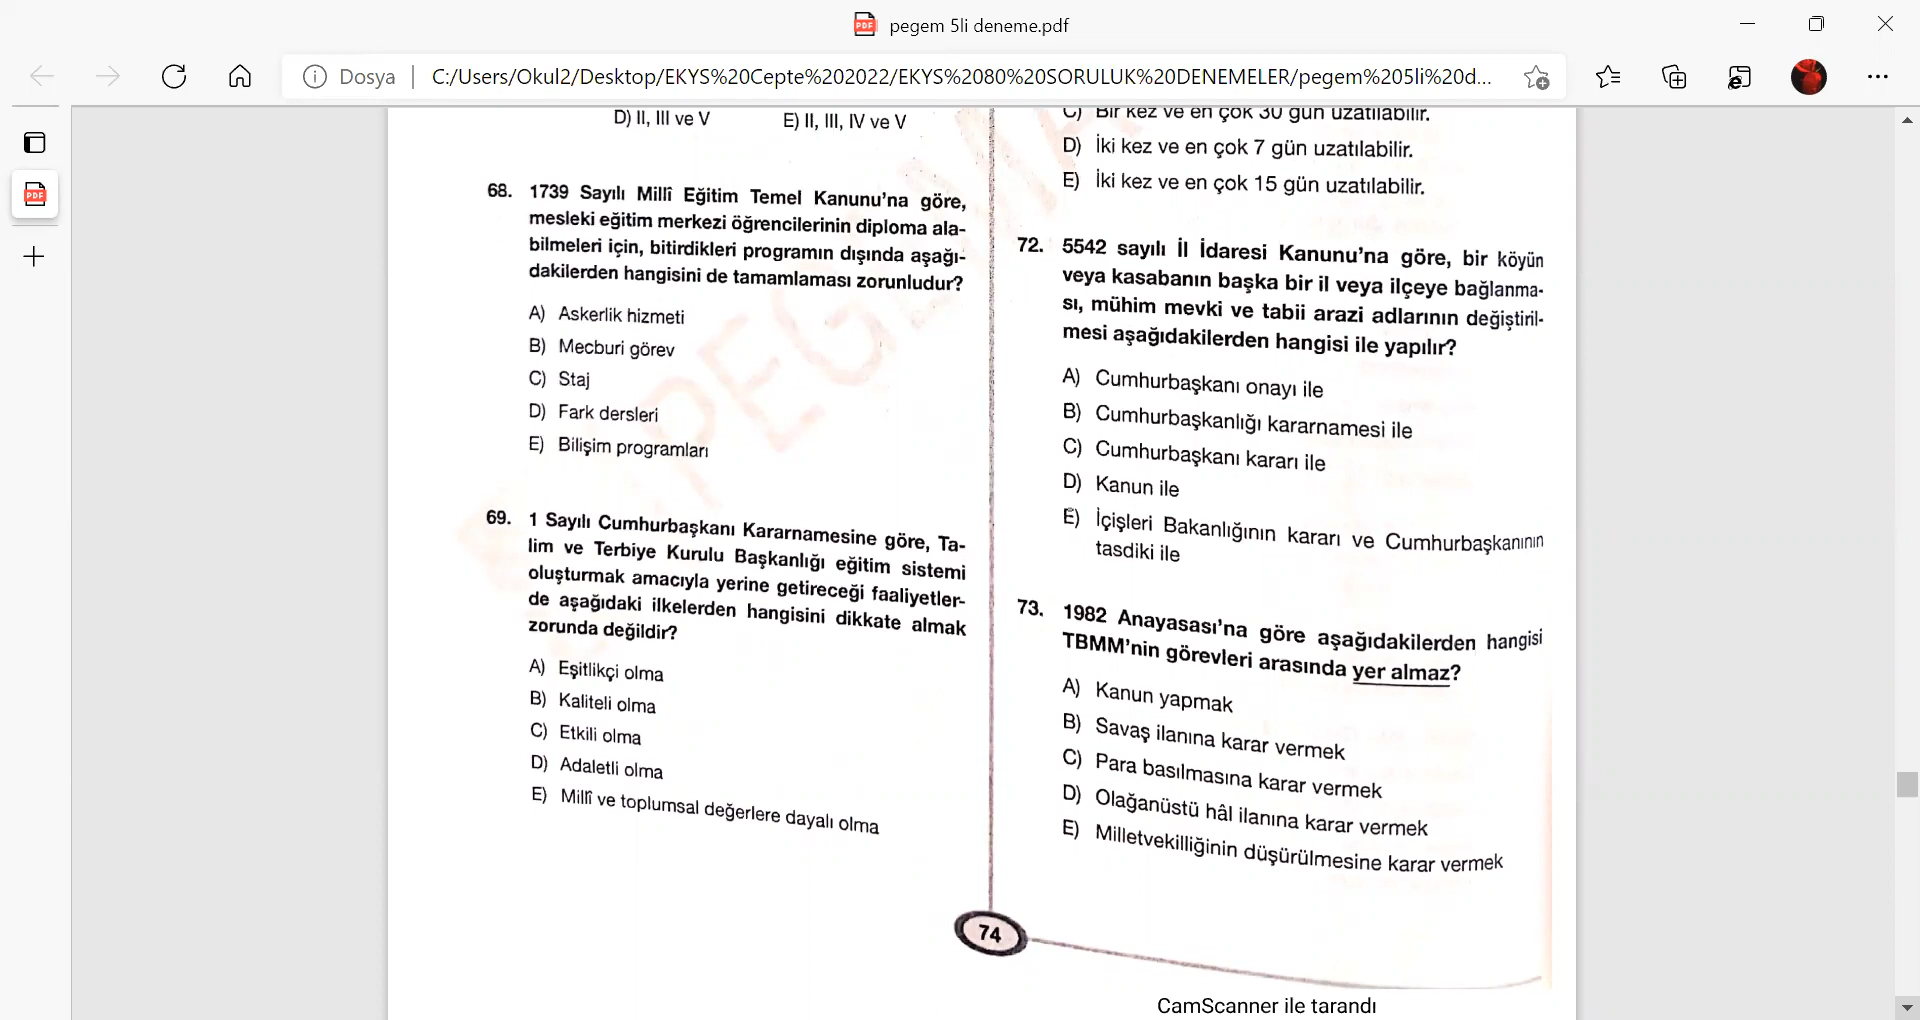 pegem 5li deneme.pdf
Dosya
C:/Users/Okul2/Desktop/EKYS%20Cepte%202022/EKYS%2080%20SORULUK%20DENEMELER/pegem%205li%20d...
D) II, III ve V E) II, III, IV ve V
68. 1739 Sayılı Millî Eğitim Temel Kanunu’na göre,
mesleki eğitim merkezi öğrencilerinin diploma ala-
bilmeleri için, bitirdikleri programın dışında aşağı-
dakilerden hangisini de tamamlaması zorunludur?
A) Askerlik hizmeti
B) Mecburi görev
C) Staj
D) Fark dersleri
E) Bilişim programları
69. 1 Sayılı Cumhurbaşkanı Kararnamesine göre, Ta-
lim ve Terbiye Kurulu Başkanlığı eğitim sistemi
oluşturmak amacıyla yerine getireceği faaliyetler-
de aşağıdaki ilkelerden hangisini dikkate almak
zorunda değildir?
A) Eşitlikçi olma
B) Kaliteli olma
C) Etkili olma
D) Adaletli olma
E) Millî ve toplumsal değerlere dayalı olma
C) Bir kez ve en çok 30 gün uzatılabilir.
D) İki kez ve en çok 7 gün uzatılabilir.
E) İki kez ve en çok 15 gün uzatılabilir.
72. 5542 sayılı İl İdaresi Kanunu’na göre, bir köyün
veya kasabanın başka bir il veya ilçeye bağlanma-
sı, mühim mevki ve tabii arazi adlarının değiştiril-
mesi aşağıdakilerden hangisi ile yapılır?
A) Cumhurbaşkanı onayı ile
B) Cumhurbaşkanlığı kararnamesi ile
C) Cumhurbaşkanı kararı ile
D) Kanun ile
E) İçişleri Bakanlığının kararı ve Cumhurbaşkanının
tasdiki ile
73. 1982 Anayasası’na göre aşağıdakilerden hangisi
TBMM’nin görevleri arasında yer almaz?
A) Kanun yapmak
B) Savaş ilanına karar vermek
C) Para basılmasına karar vermek
D) Olağanüstü hâl ilanına karar vermek
E) Milletvekilliğinin düşürülmesine karar vermek
74
CamScanner ile tarandı